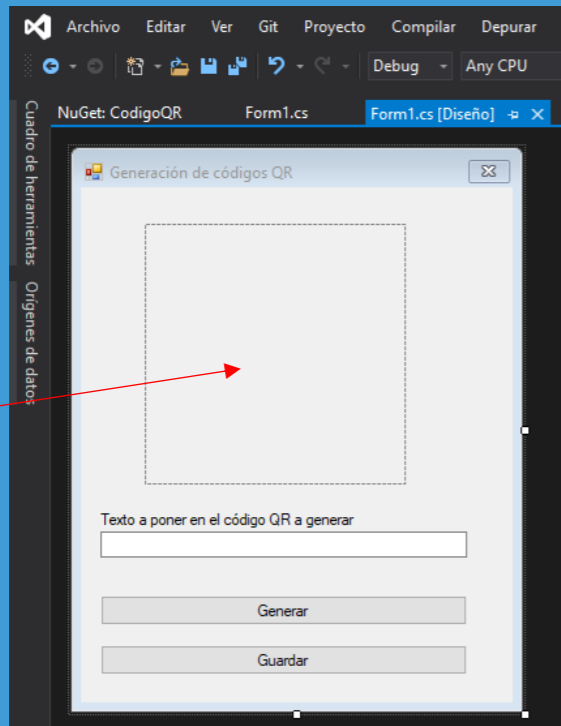 Archivo Editar Ver Git Proyecto Compilar Depurar
Debug Any CPU
NuGet: CodigoQR Form1.cs Form1.cs [Diseño]
Cuadro de herramientas
Orígenes de datos
Generación de códigos QR
Texto a poner en el código QR a generar
Generar
Guardar